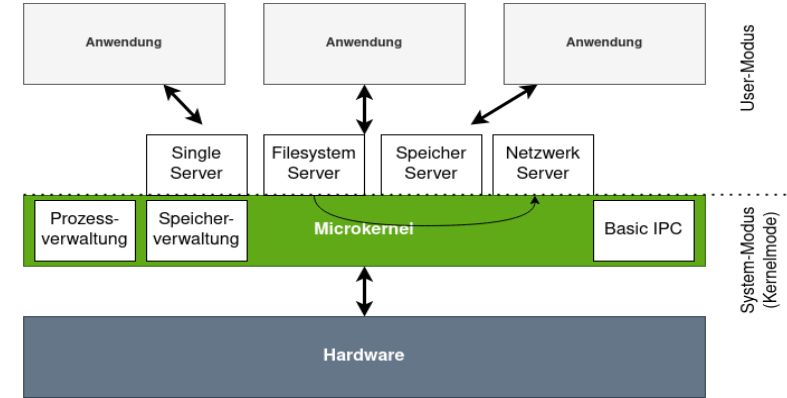 Anwendung
Anwendung
Anwendung
User-Modus
Single
Server
Filesystem
Server
Speicher
Server
Netzwerk
Server
Prozess-
verwaltung
Speicher-
verwaltung
Microkernel
Basic IPC
System-Modus
(Kernelmode)
Hardware